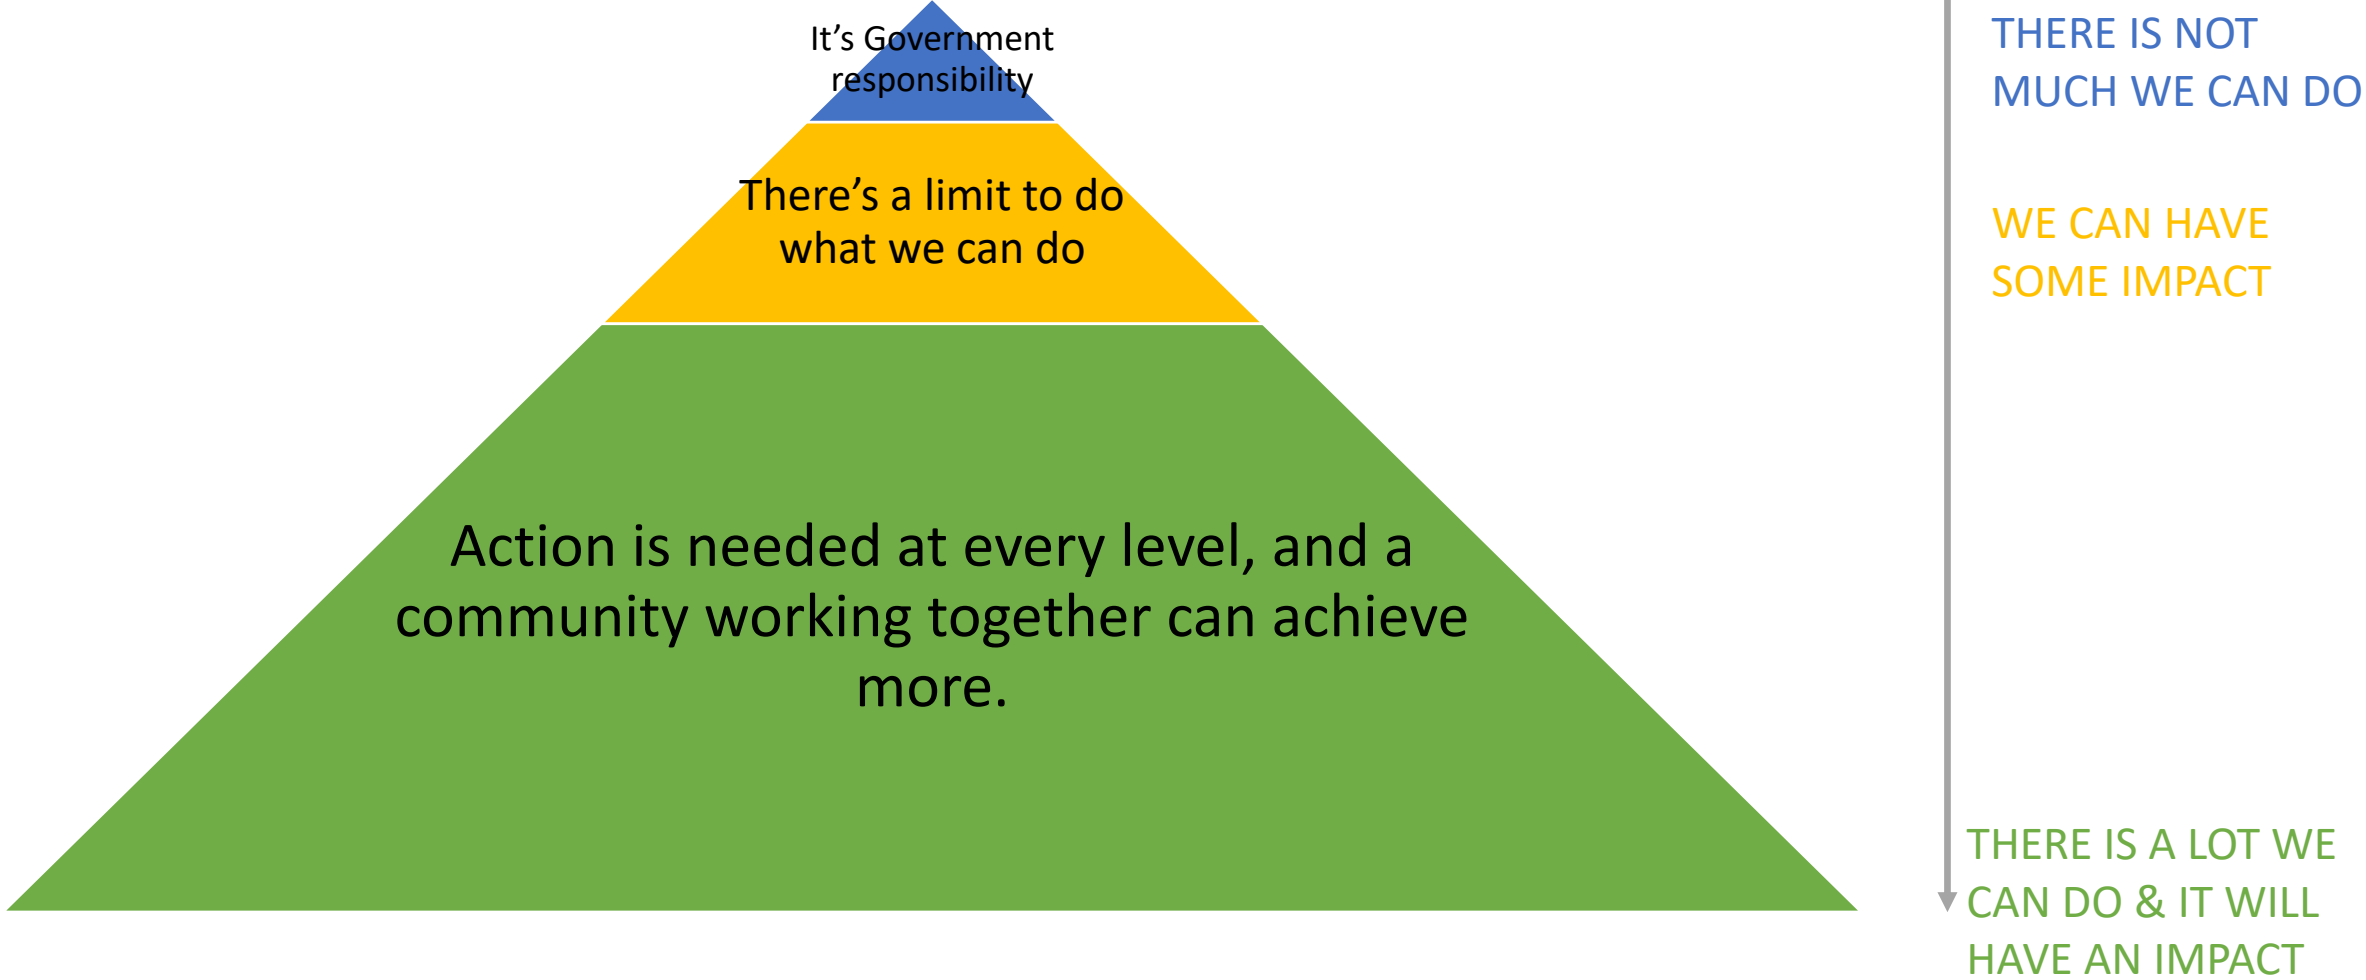 It’s Government
responsibility
There’s a limit to do
what we can do
Action is needed at every level, and a
community working together can achieve
more.
THERE IS NOT
MUCH WE CAN DO
WE CAN HAVE
SOME IMPACT
THERE IS A LOT WE
CAN DO & IT WILL
HAVE AN IMPACT